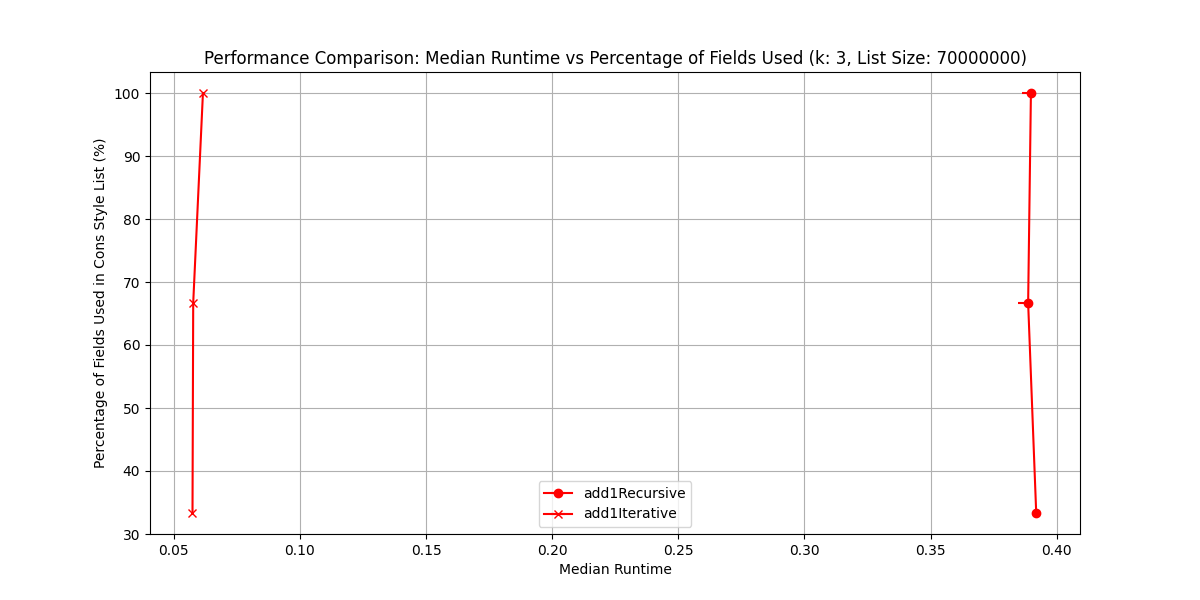 Performance Comparison: Median Runtime vs Percentage of Fields Used (k: 3, List Size: 70000000)
Percentage of Fields Used in Cons Style List (%)
100
90
80
70
60
50
40
30
add1Recursive
add1Iterative
0.05 0.10 0.15 0.20 0.25 0.30 0.35 0.40
Median Runtime